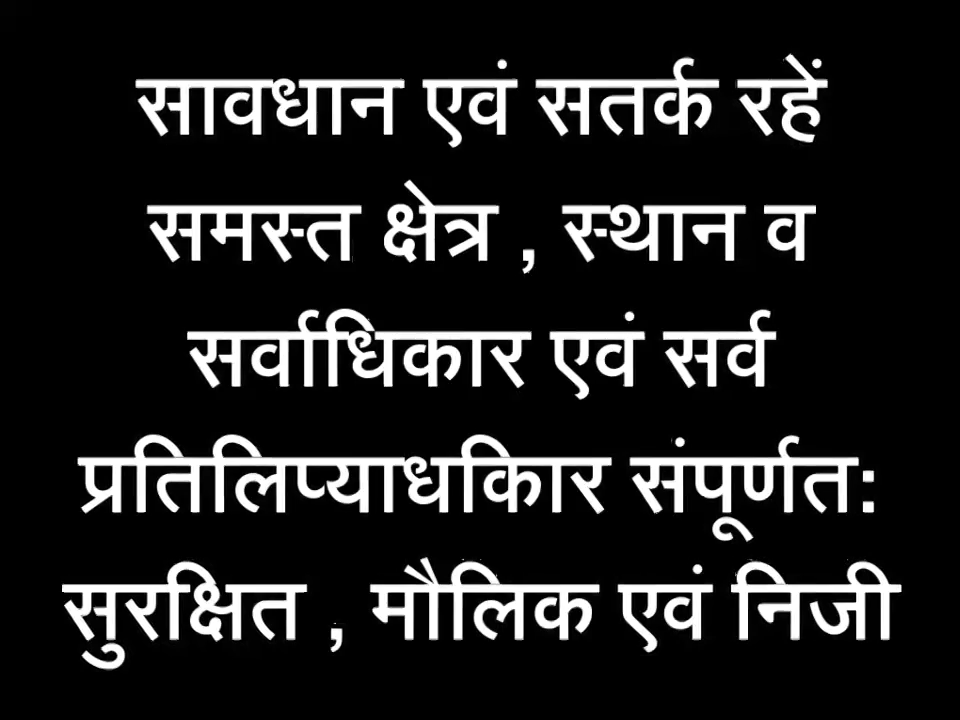 सावधान एवं सतर्क रहें
समस्त क्षेत्र , स्थान व
सर्वाधिकार एवं सर्व
प्रतिलिप्याधकिार संपूर्णत:
सुरक्षित , मौलिक एवं निजी